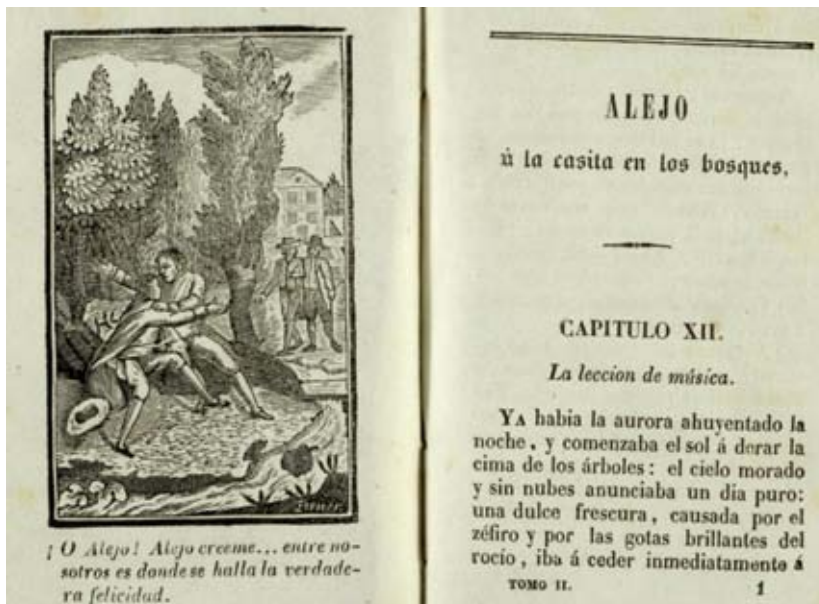 ¡ O Alejo! Alejo creeme... entre no-
sotros es donde se halla la verdade-
ra felicidad.
ALEJO
ú la casita en los bosques.
CAPITULO XII.
La leccion de música.
YA habia la aurora ahuyentado la
noche, y comenzaba el sol á derar la
cima de los árboles: el cielo morado
y sin nubes anunciaba un dia puro:
una dulce frescura, causada por el
zéfiro y por las gotas brillantes del
rocío, iba á ceder inmediatamente á
TOMO II. 1